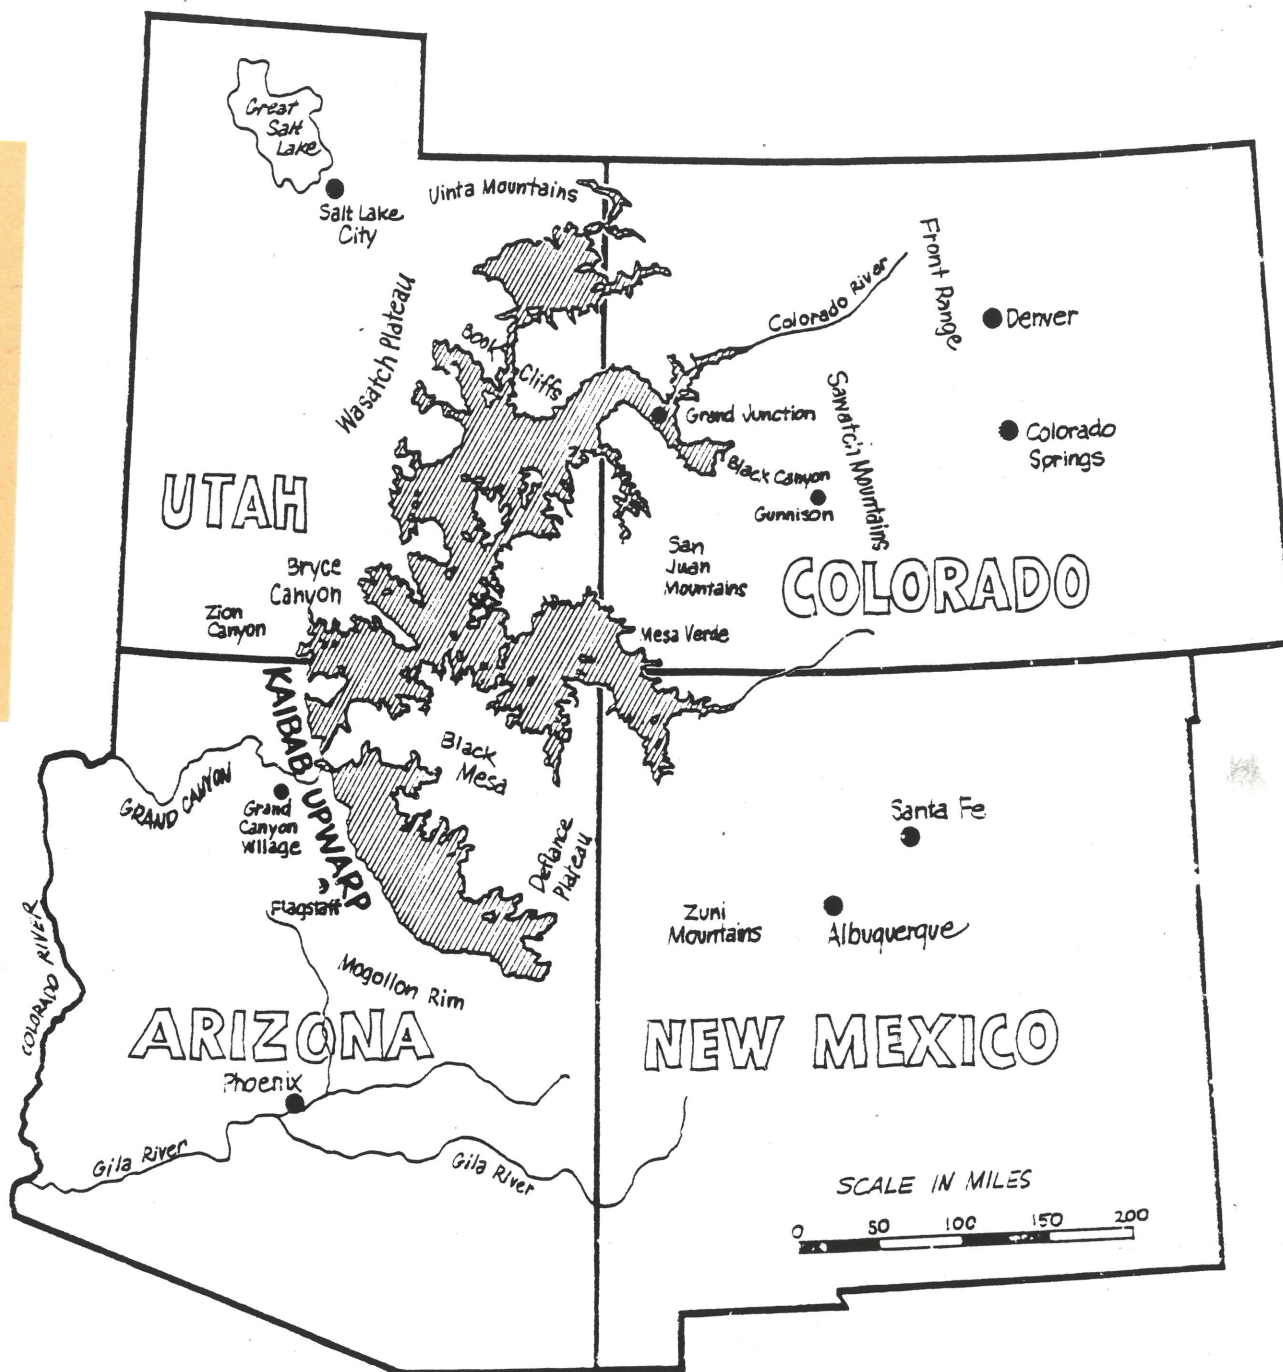 Great
Salt
Lake
Salt Lake
City
Uinta Mountains
Wasatch Plateau
Book
Cliffs
Colorado River
Front Range
Denver
Grand Junction
Sawatch Mountains
Colorado
Springs
Black Canyon
Gunnison
UTAH
San
Juan
Mountains
COLORADO
Bryce
Canyon
Zion
Canyon
Mesa Verde
KAIBAB UPWARP
Black
Mesa
GRAND CANYON
Grand
Canyon
Village
Defiance
Plateau
Santa Fe
Flagstaff
Zuni
Mountains
Albuquerque
COLORADO RIVER
Mogollon Rim
ARIZONA
NEW MEXICO
Phoenix
Gila River
Gila River
SCALE IN MILES
0 50 100 150 200